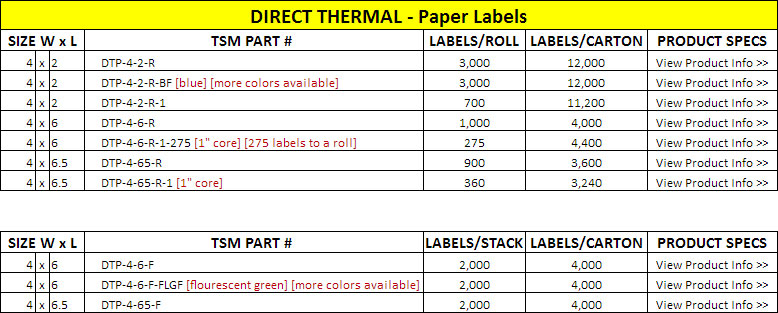 DIRECT THERMAL - Paper Labels
SIZE W x L TSM PART # LABELS/ROLL LABELS/CARTON PRODUCT SPECS
4 x 2 DTP-4-2-R 3,000 12,000 View Product Info >>
4 x 2 DTP-4-2-R-BF [blue] [more colors available] 3,000 12,000 View Product Info >>
4 x 2 DTP-4-2-R-1 700 11,200 View Product Info >>
4 x 6 DTP-4-6-R 1,000 4,000 View Product Info >>
4 x 6 DTP-4-6-R-1-275 [1" core] [275 labels to a roll] 275 4,400 View Product Info >>
4 x 6.5 DTP-4-65-R 900 3,600 View Product Info >>
4 x 6.5 DTP-4-65-R-1 [1" core] 360 3,240 View Product Info >>
SIZE W x L TSM PART # LABELS/STACK LABELS/CARTON PRODUCT SPECS
4 x 6 DTP-4-6-F 2,000 4,000 View Product Info >>
4 x 6 DTP-4-6-F-FLGF [flourescent green] [more colors available] 2,000 4,000 View Product Info >>
4 x 6.5 DTP-4-65-F 2,000 4,000 View Product Info >>